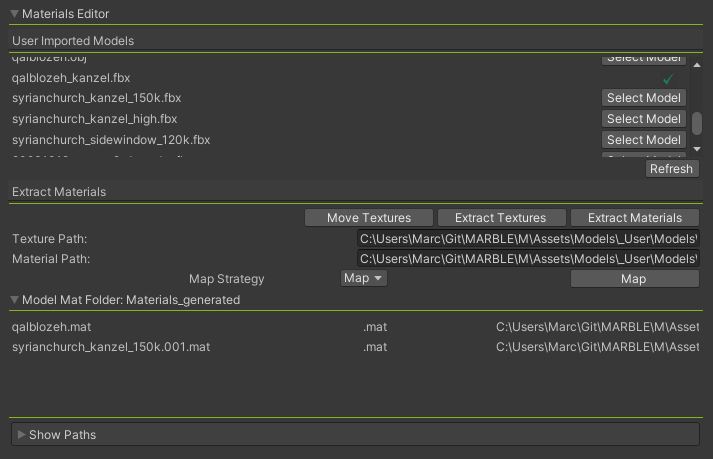 Materials Editor
User Imported Models
qalblozeh.obj Select Model
qalblozeh_kanzel.fbx
syrianchurch_kanzel_150k.fbx Select Model
syrianchurch_kanzel_high.fbx Select Model
syrianchurch_sidewindow_120k.fbx Select Model
Refresh
Extract Materials
Move Textures Extract Textures Extract Materials
Texture Path: C:\Users\Marc\Git\MARBLE\M\Assets\Models\_User\Models\
Material Path: C:\Users\Marc\Git\MARBLE\M\Assets\Models\_User\Models\
Map Strategy Map Map
Model Mat Folder: Materials_generated
qalblozeh.mat .mat C:\Users\Marc\Git\MARBLE\M\Asset
syrianchurch_kanzel_150k.001.mat .mat C:\Users\Marc\Git\MARBLE\M\Asset
Show Paths